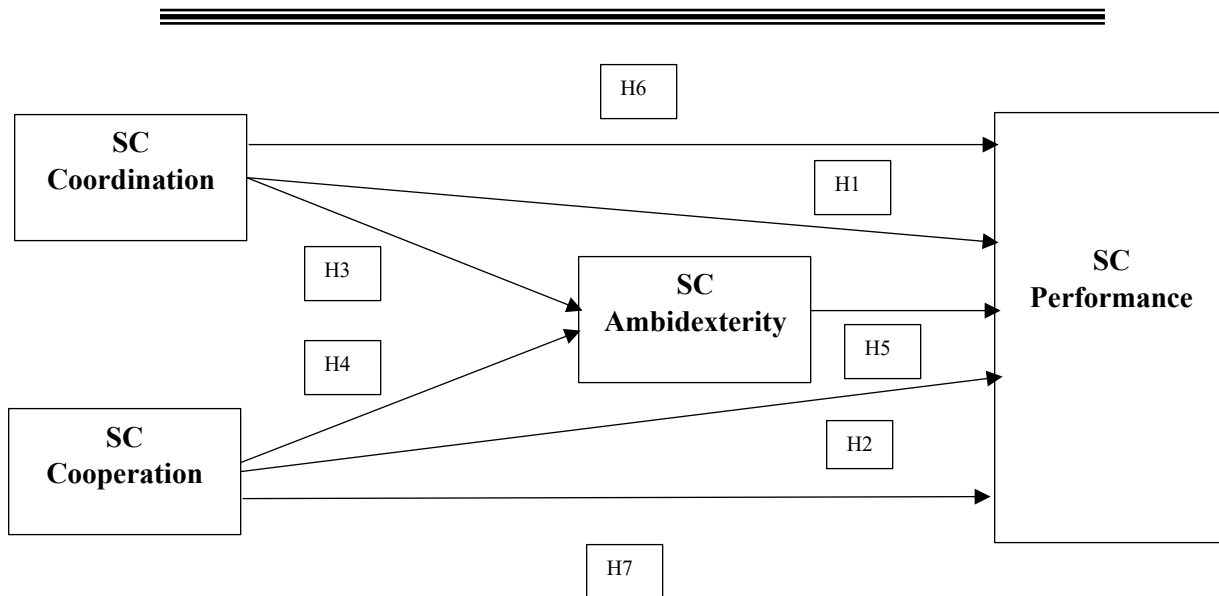 H6
SC
Coordination
H1
SC
Performance
H3
SC
Ambidexterity
H4
H5
SC
Cooperation
H2
H7